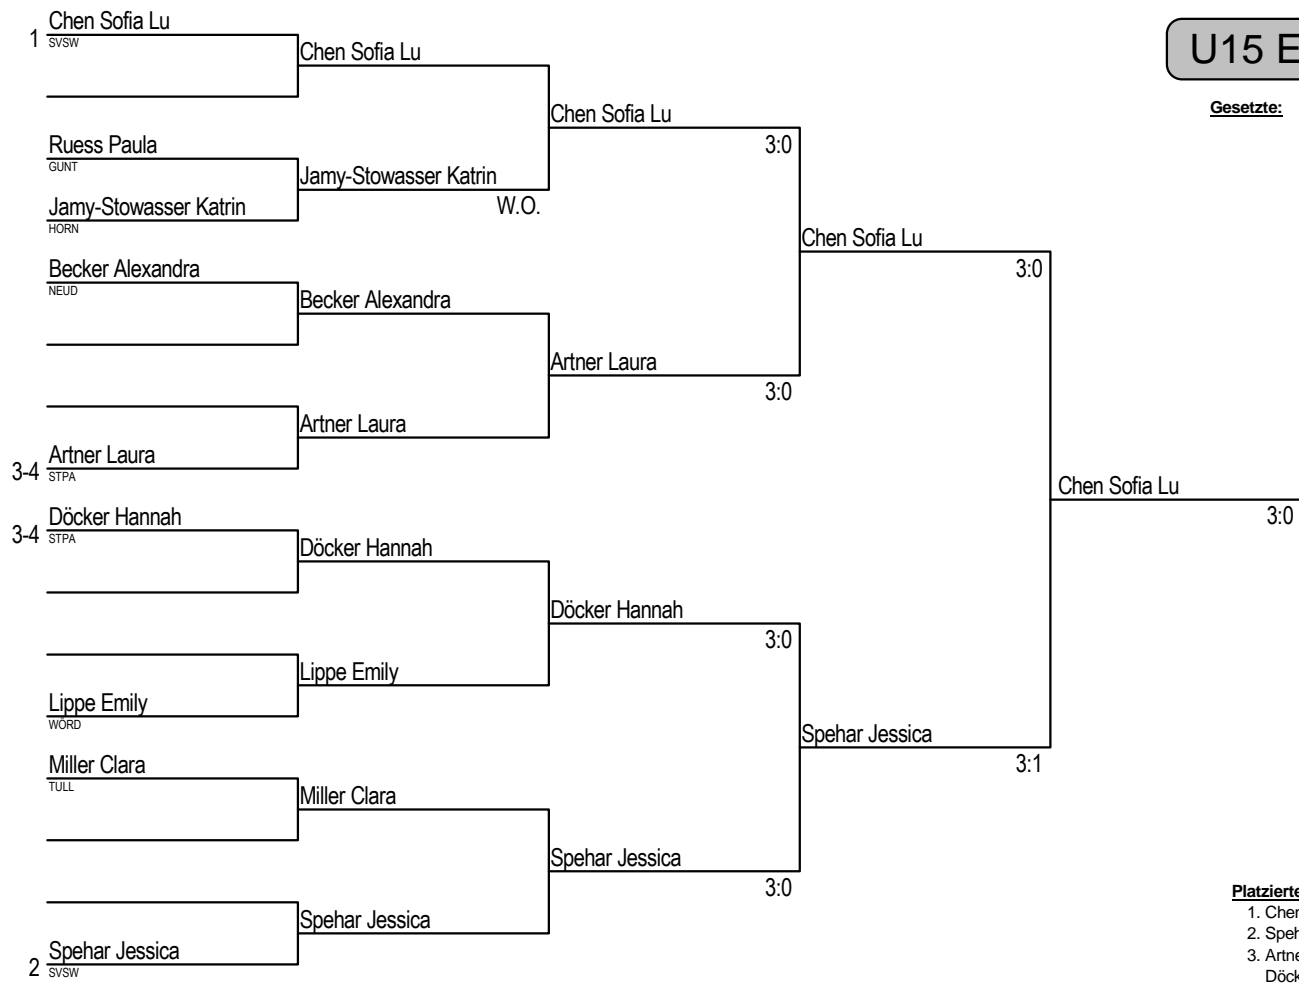 Chen Sofia Lu
1 SVSW
Chen Sofia Lu
U15 E
Gesetzte:
Chen Sofia Lu
3:0
Ruess Paula
GUNT
Jamy-Stowasser Katrin
W.O.
Jamy-Stowasser Katrin
HORN
Chen Sofia Lu
3:0
Becker Alexandra
NEUD
Becker Alexandra
Artner Laura
3:0
Artner Laura
Artner Laura
3-4 STPA
Chen Sofia Lu
3:0
Döcker Hannah
3-4 STPA
Döcker Hannah
Döcker Hannah
3:0
Lippe Emily
Lippe Emily
WÖRD
Spehar Jessica
3:1
Miller Clara
TULL
Miller Clara
Spehar Jessica
3:0
Spehar Jessica
Spehar Jessica
2 SVSW
Platzierte
1. Cher
2. Speh
3. Artne
Döck